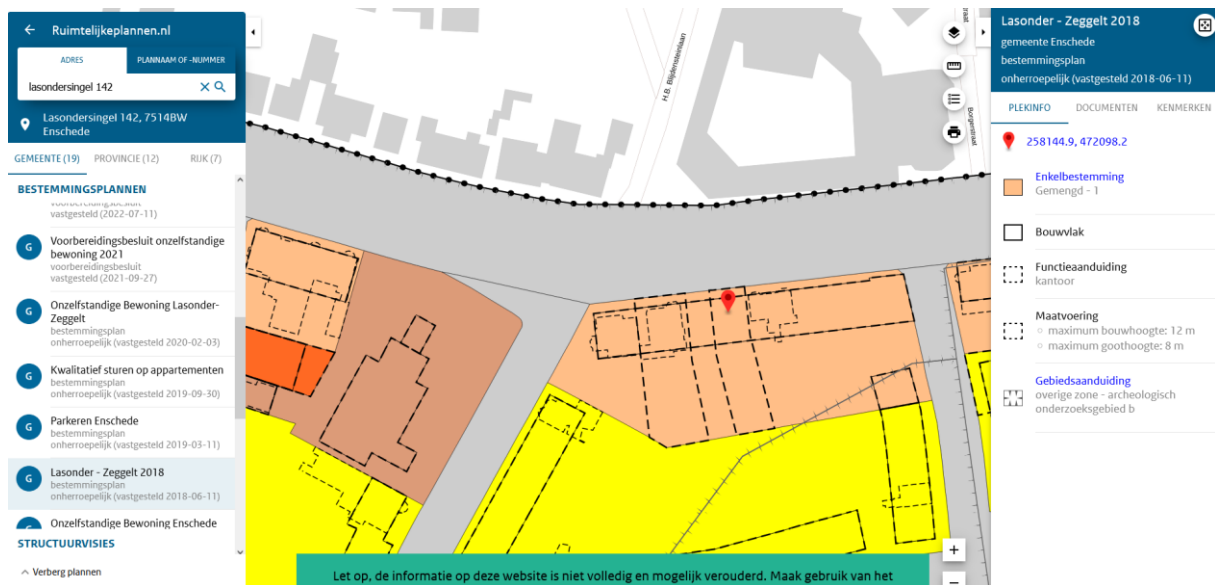 Ruimtelijkeplannen.nl
ADRES
PLANNAAM OF -NUMMER
lasondersingel 142
Lasondersingel 142, 7514BW
Enschede
GEMEENTE (19)
PROVINCIE (12)
RIJK (7)
BESTEMMINGSPLANNEN
voorbereidingsbesluit
vastgesteld (2022-07-11)
G
Voorbereidingsbesluit onzelfstandige
bewoning 2021
voorbereidingsbesluit
vastgesteld (2021-09-27)
G
Onzelfstandige Bewoning Lasonder-
Zeggelt
bestemmingsplan
onherroepelijk (vastgesteld 2020-02-03)
G
Kwalitatief sturen op appartementen
bestemmingsplan
onherroepelijk (vastgesteld 2019-09-30)
G
Parkeren Enschede
bestemmingsplan
onherroepelijk (vastgesteld 2019-03-11)
G
Lasonder - Zeggelt 2018
bestemmingsplan
onherroepelijk (vastgesteld 2018-06-11)
Onzelfstandige Bewoning Enschede
STRUCTUURVISIES
Verberg plannen
H.B. Blijdensteinlaan
Borgerstraat
straat
Let op, de informatie op deze website is niet volledig en mogelijk verouderd. Maak gebruik van het
Lasonder - Zeggelt 2018
gemeente Enschede
bestemmingsplan
onherroepelijk (vastgesteld 2018-06-11)
PLEKINFO
DOCUMENTEN
KENMERKEN
258144.9, 472098.2
Enkelbestemming
Gemengd - 1
Bouwvlak
Functieaanduiding
kantoor
Maatvoering
maximum bouwhoogte: 12 m
maximum goothoogte: 8 m
Gebiedsaanduiding
overige zone - archeologisch
onderzoeksgebied b